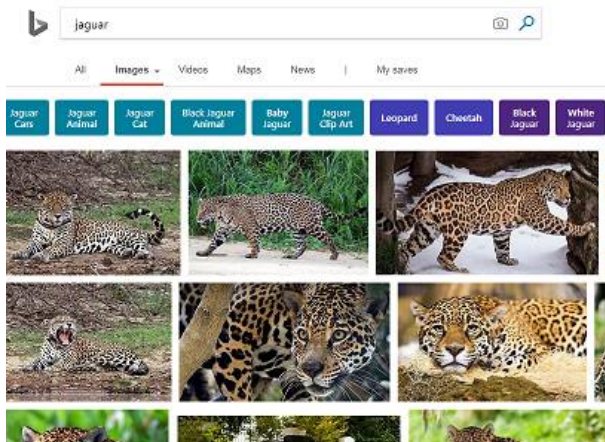 jaguar
All Images Videos Maps News | My saves
Jaguar Cars
Jaguar Animal
Jaguar Cat
Black Jaguar Animal
Baby Jaguar
Jaguar Clip Art
Leopard
Cheetah
Black Jaguar
White Jaguar